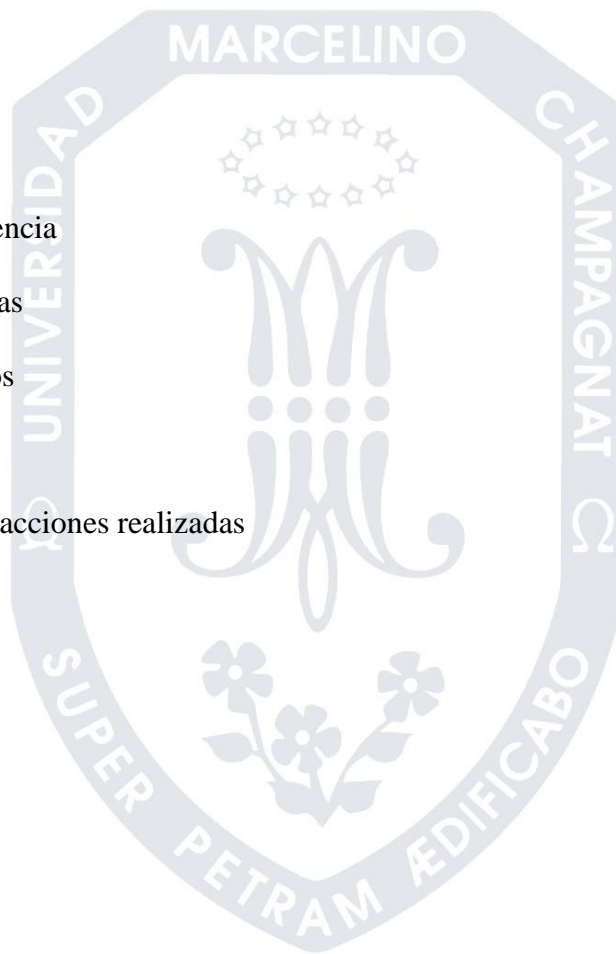 MARCELINO
UNIVERSIDAD
CHAMPAGNAT
encia
as
os
acciones realizadas
SUPER PETRAM ÆDIFICABO